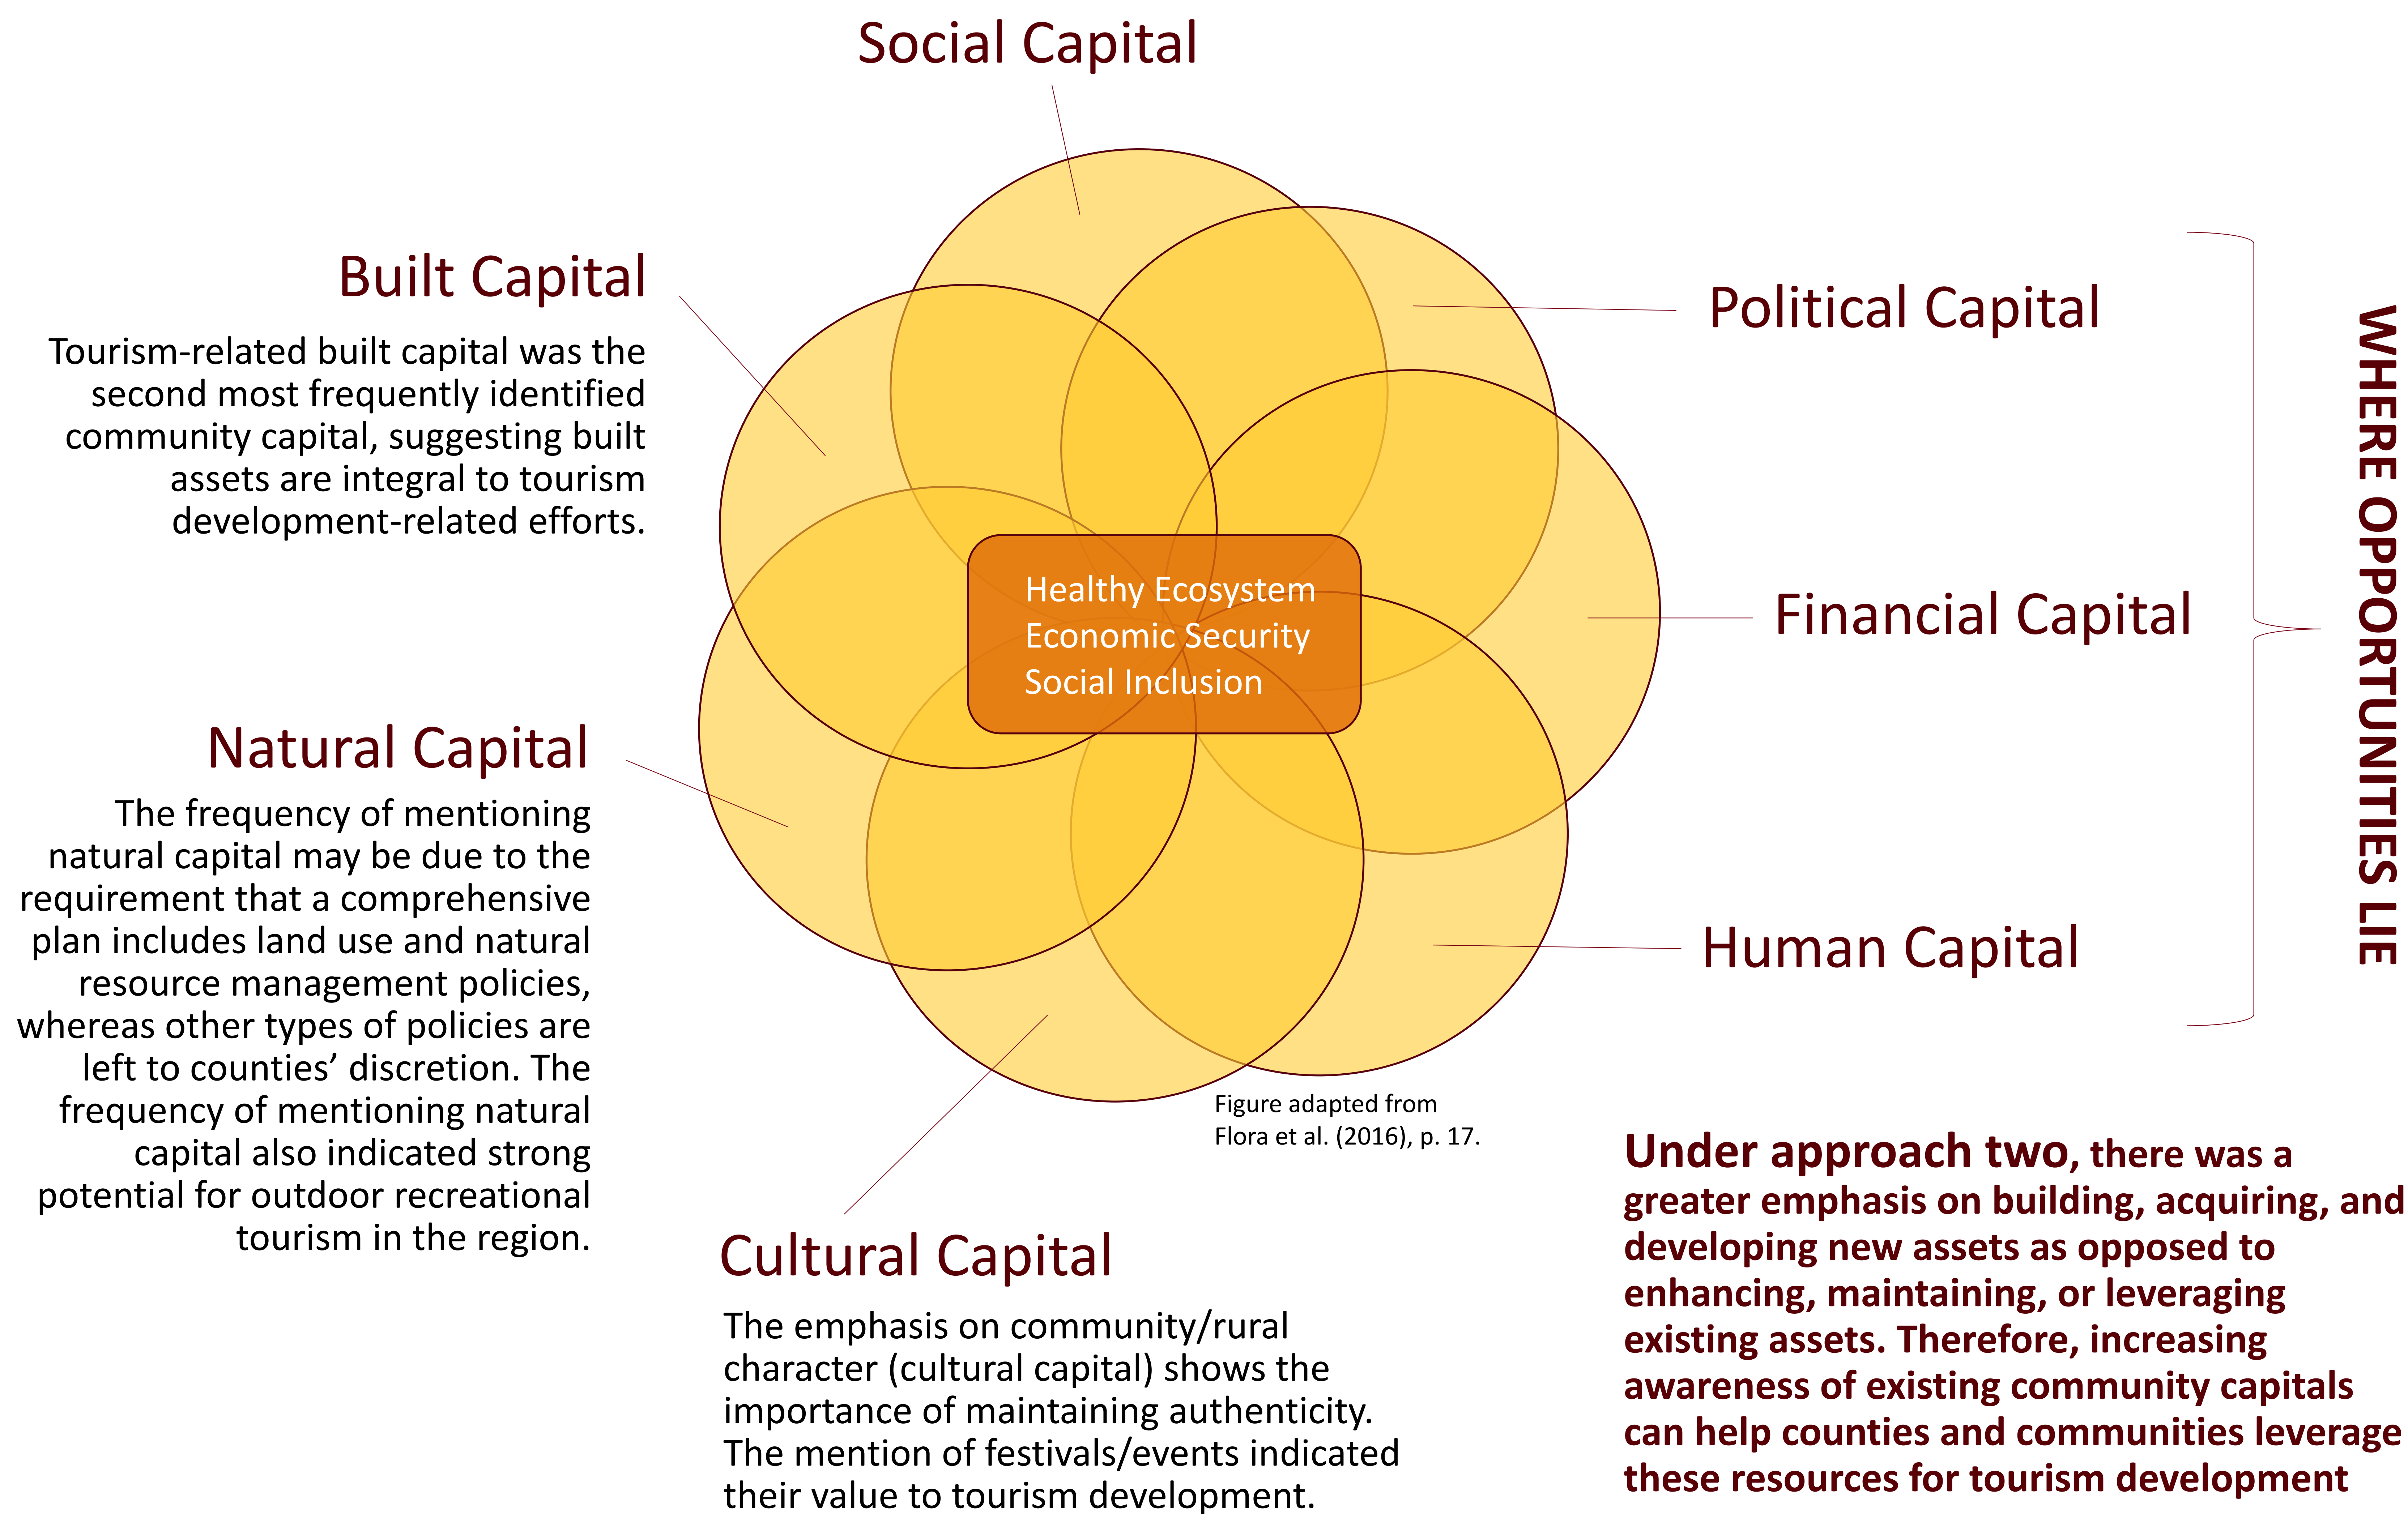 Social Capital
Built Capital
Tourism-related built capital was the
second most frequently identified
community capital, suggesting built
assets are integral to tourism
development-related efforts.
Political Capital
Financial Capital
Human Capital
WHERE OPPORTUNITIES LIE
Healthy Ecosystem
Economic Security
Social Inclusion
Natural Capital
The frequency of mentioning
natural capital may be due to the
requirement that a comprehensive
plan includes land use and natural
resource management policies,
whereas other types of policies are
left to counties’ discretion. The
frequency of mentioning natural
capital also indicated strong
potential for outdoor recreational
tourism in the region.
Figure adapted from
Flora et al. (2016), p. 17.
Cultural Capital
The emphasis on community/rural
character (cultural capital) shows the
importance of maintaining authenticity.
The mention of festivals/events indicated
their value to tourism development.
Under approach two, there was a
greater emphasis on building, acquiring, and
developing new assets as opposed to
enhancing, maintaining, or leveraging
existing assets. Therefore, increasing
awareness of existing community capitals
can help counties and communities leverage
these resources for tourism development